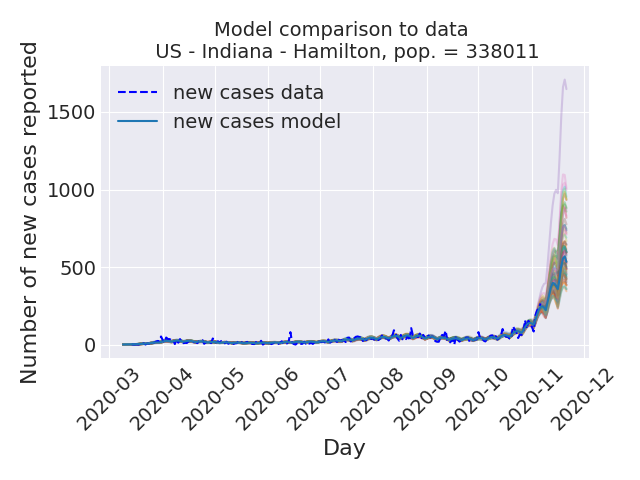 Model comparison to data
US - Indiana - Hamilton, pop. = 338011
Number of new cases reported
1500
1000
500
0
new cases data
new cases model
2020-03
2020-04
2020-05
2020-06
2020-07
2020-08
2020-09
2020-10
2020-11
2020-12
Day